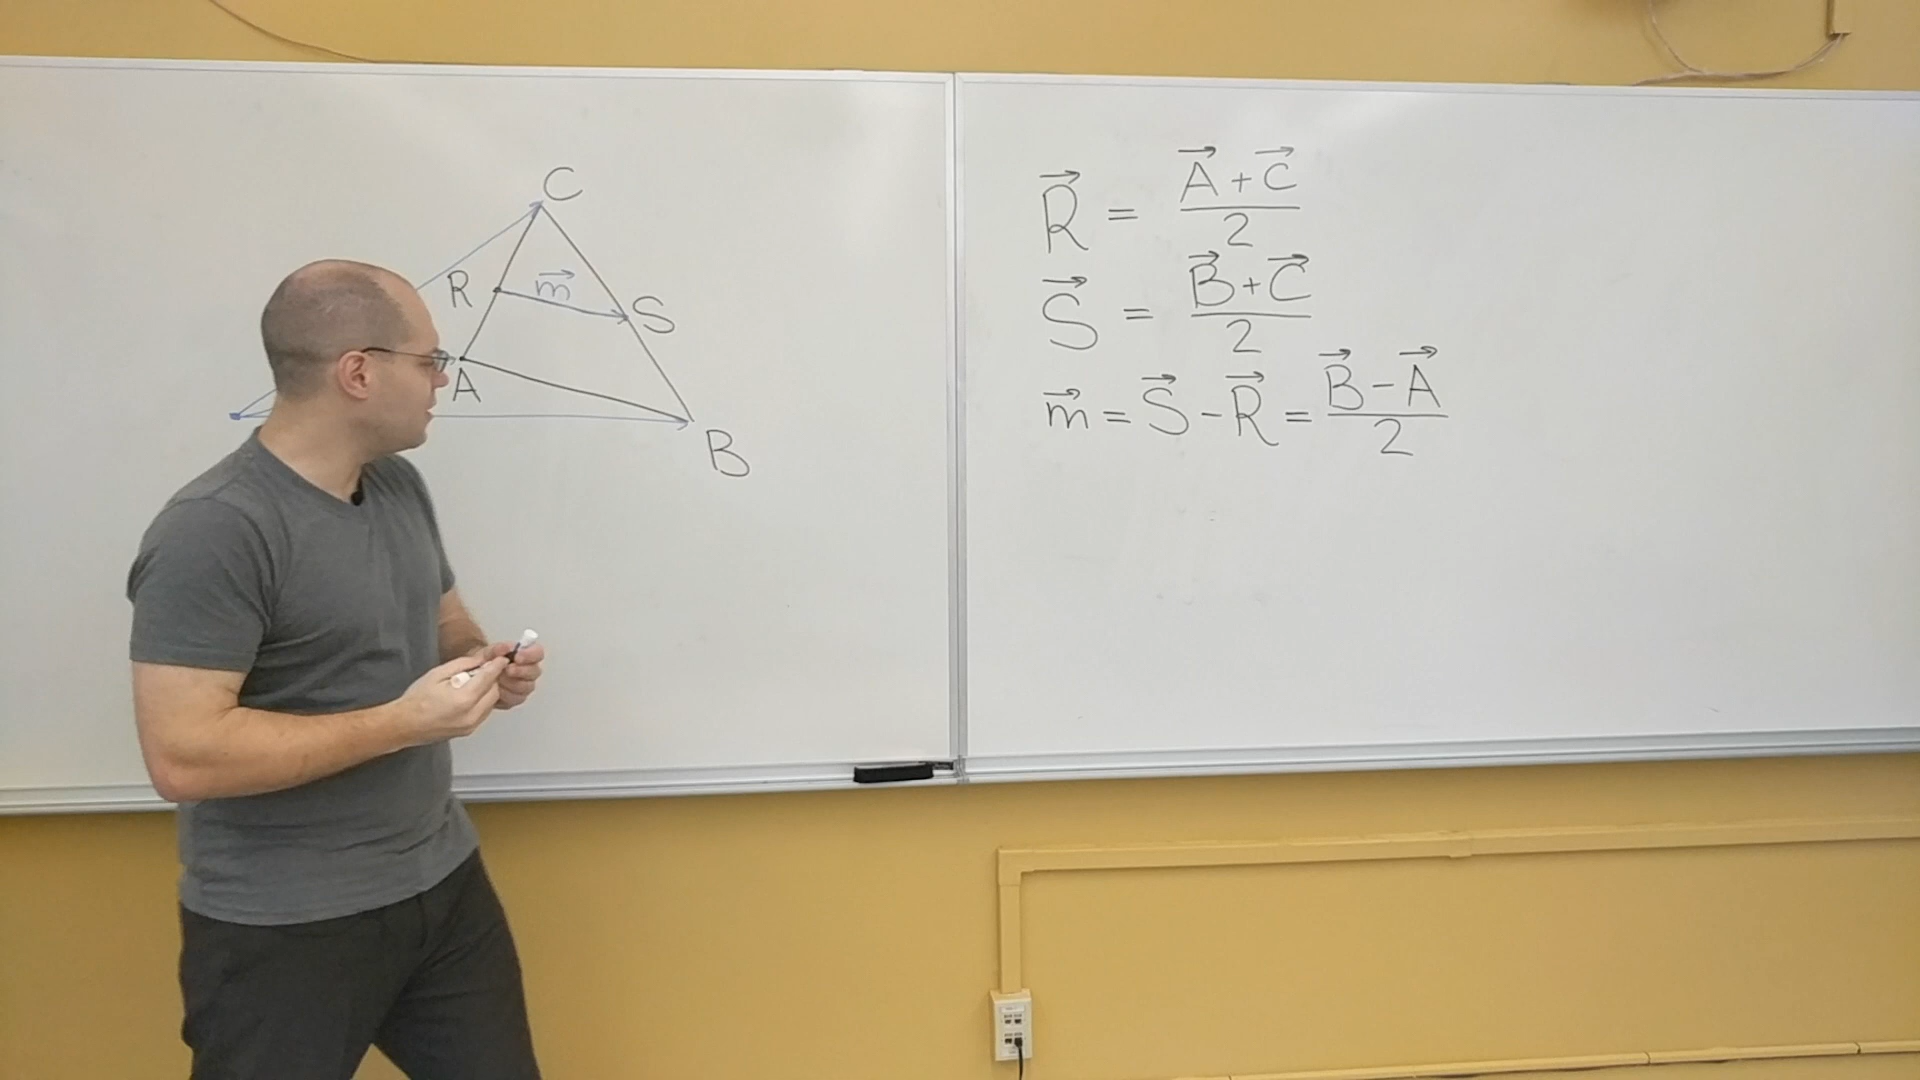 C
R
m⃗
S
A
B
R⃗ = (A⃗ + C⃗)/2
S⃗ = (B⃗ + C⃗)/2
m⃗ = S⃗ − R⃗ = (B⃗ − A⃗)/2